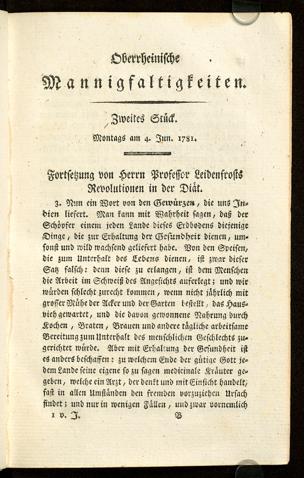 Oberrheinische
Mannigfaltigkeiten.
Zweites Stück.
Montags am 4. Jun. 1781.
Fortsetzung von Herrn Professor Leidenfrosts
Revolutionen in der Diät.
3. Nun ein Wort von den Gewürzen, die uns In-
dien liefert. Man kann mit Wahrheit sagen, daß der
Schöpfer einem jeden Lande dieses Erdbodens diejenige
Dinge, die zur Erhaltung der Gesundheit dienen, um-
sonst und wild wachsend geliefert habe. Von den Speisen,
die zum Unterhalt des Lebens dienen, ist zwar dieser
Satz falsch: denn diese zu erlangen, ist dem Menschen
die Arbeit im Schweiß des Angesichts auferlegt; und wir
würden schlecht zurecht kommen, wenn nicht jährlich mit
großer Mühe der Acker und der Garten bestellt, das Haus-
vieh gewartet, und die davon gewonnene Nahrung durch
Kochen, Braten, Brauen und andere tägliche arbeitsame
Bereitung zum Unterhalt des menschlichen Geschlechts zu-
gerichtet würde. Aber mit Erhaltung der Gesundheit ist
es anders beschaffen: zu welchem Ende der gütige Gott je-
dem Lande seine eigene so zu sagen medicinale Kräuter ge-
geben, welche ein Arzt, der denkt und mit Einsicht handelt,
fast in allen Umständen den fremden vorzuziehen Ursach
findet; und nur in wenigen Fällen, und zwar vornemlich
1 v. J. B